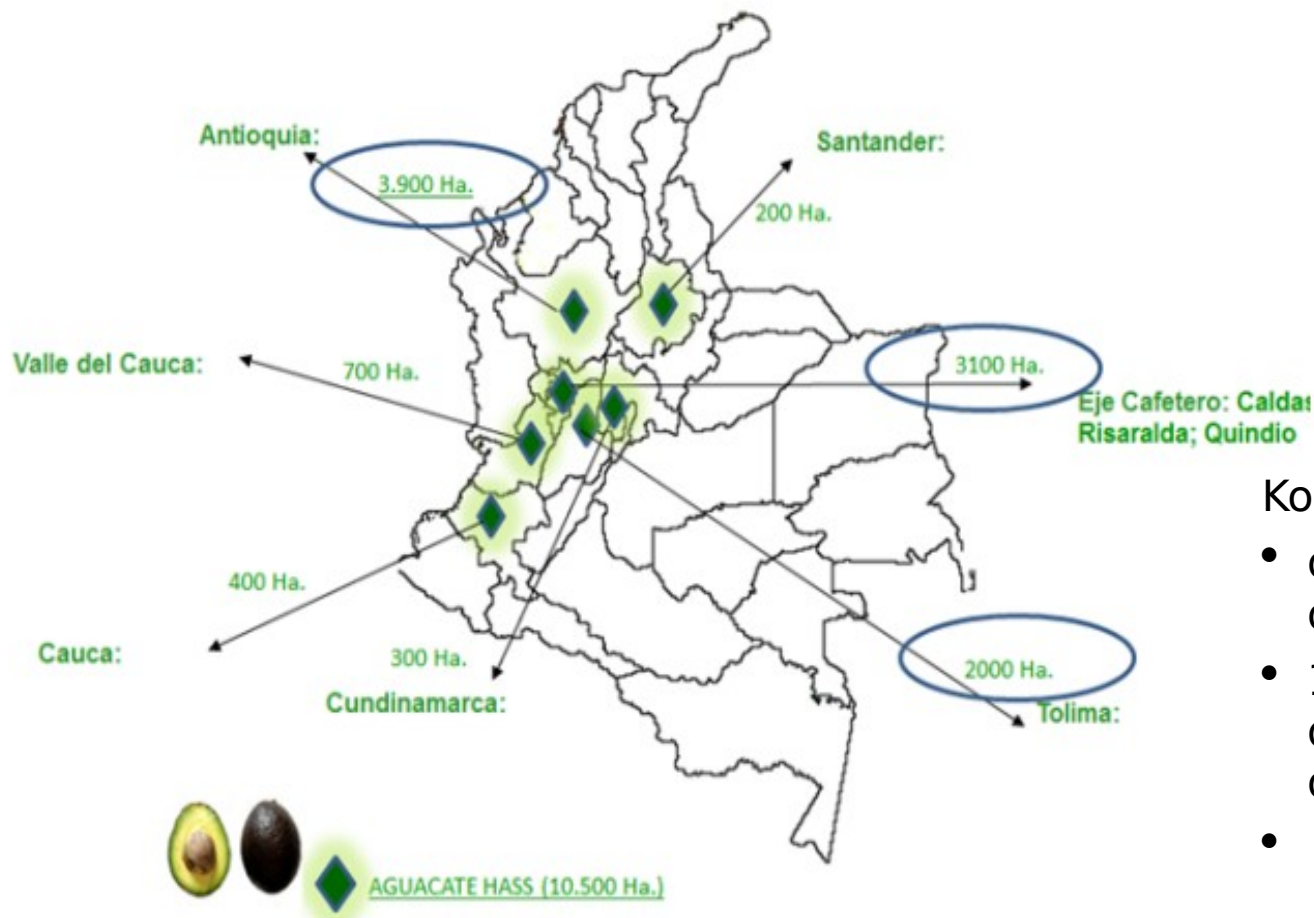 Antioquia:
3.900 Ha.
Santander:
200 Ha.
Valle del Cauca:
700 Ha.
3100 Ha.
Eje Cafetero: Caldas
Risaralda; Quindio
400 Ha.
Cauca:
300 Ha.
Cundinamarca:
2000 Ha.
Tolima:
AGUACATE HASS (10.500 Ha.)